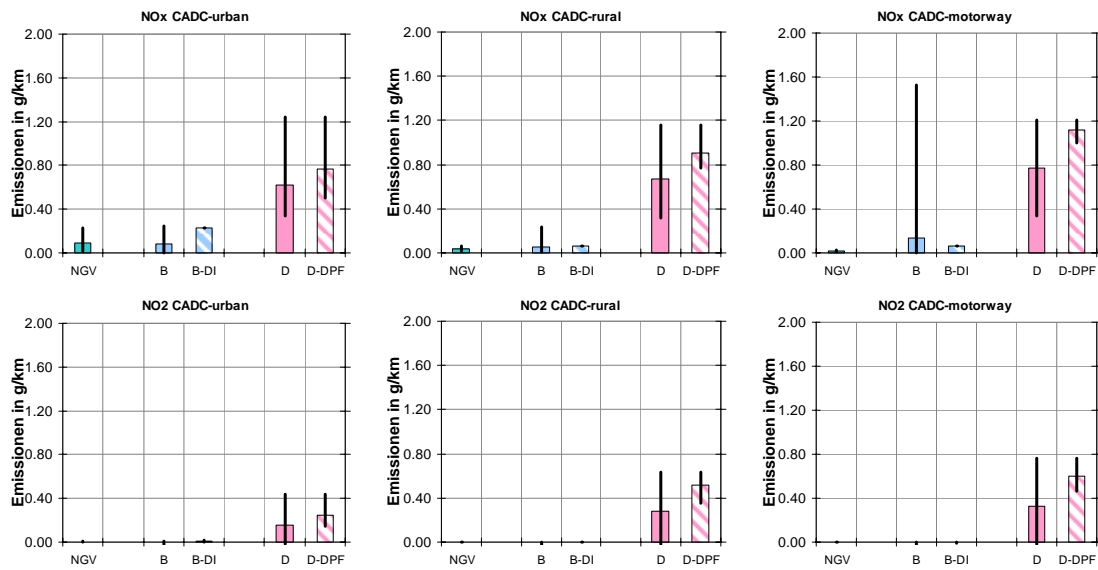 NOx CADC-urban
Emissionen in g/km
2.00
1.60
1.20
0.80
0.40
0.00
NGV B B-DI D D-DPF
NOx CADC-rural
Emissionen in g/km
2.00
1.60
1.20
0.80
0.40
0.00
NGV B B-DI D D-DPF
NOx CADC-motorway
Emissionen in g/km
2.00
1.60
1.20
0.80
0.40
0.00
NGV B B-DI D D-DPF
NO2 CADC-urban
Emissionen in g/km
2.00
1.60
1.20
0.80
0.40
0.00
NGV B B-DI D D-DPF
NO2 CADC-rural
Emissionen in g/km
2.00
1.60
1.20
0.80
0.40
0.00
NGV B B-DI D D-DPF
NO2 CADC-motorway
Emissionen in g/km
2.00
1.60
1.20
0.80
0.40
0.00
NGV B B-DI D D-DPF